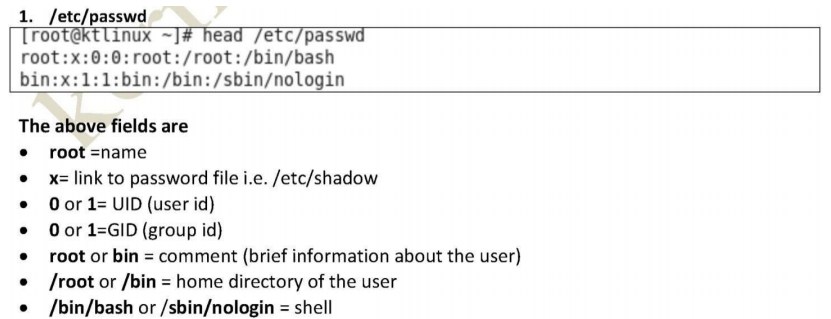 1. /etc/passwd
[root@ktlinux ~]# head /etc/passwd
root:x:0:0:root:/root:/bin/bash
bin:x:1:1:bin:/bin:/sbin/nologin
The above fields are
• root =name
• x= link to password file i.e. /etc/shadow
• 0 or 1= UID (user id)
• 0 or 1=GID (group id)
• root or bin = comment (brief information about the user)
• /root or /bin = home directory of the user
• /bin/bash or /sbin/nologin = shell